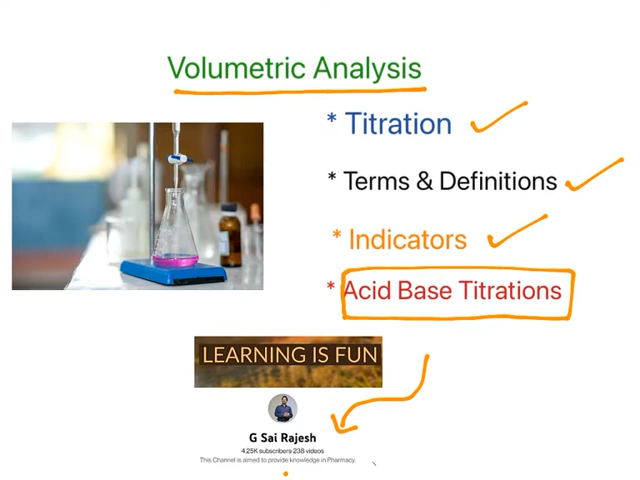 Volumetric Analysis
* Titration
* Terms & Definitions
* Indicators
* Acid Base Titrations
LEARNING IS FUN
G Sai Rajesh
4.25K subscribers 238 videos
This Channel is aimed to provide knowledge in Pharmacy.